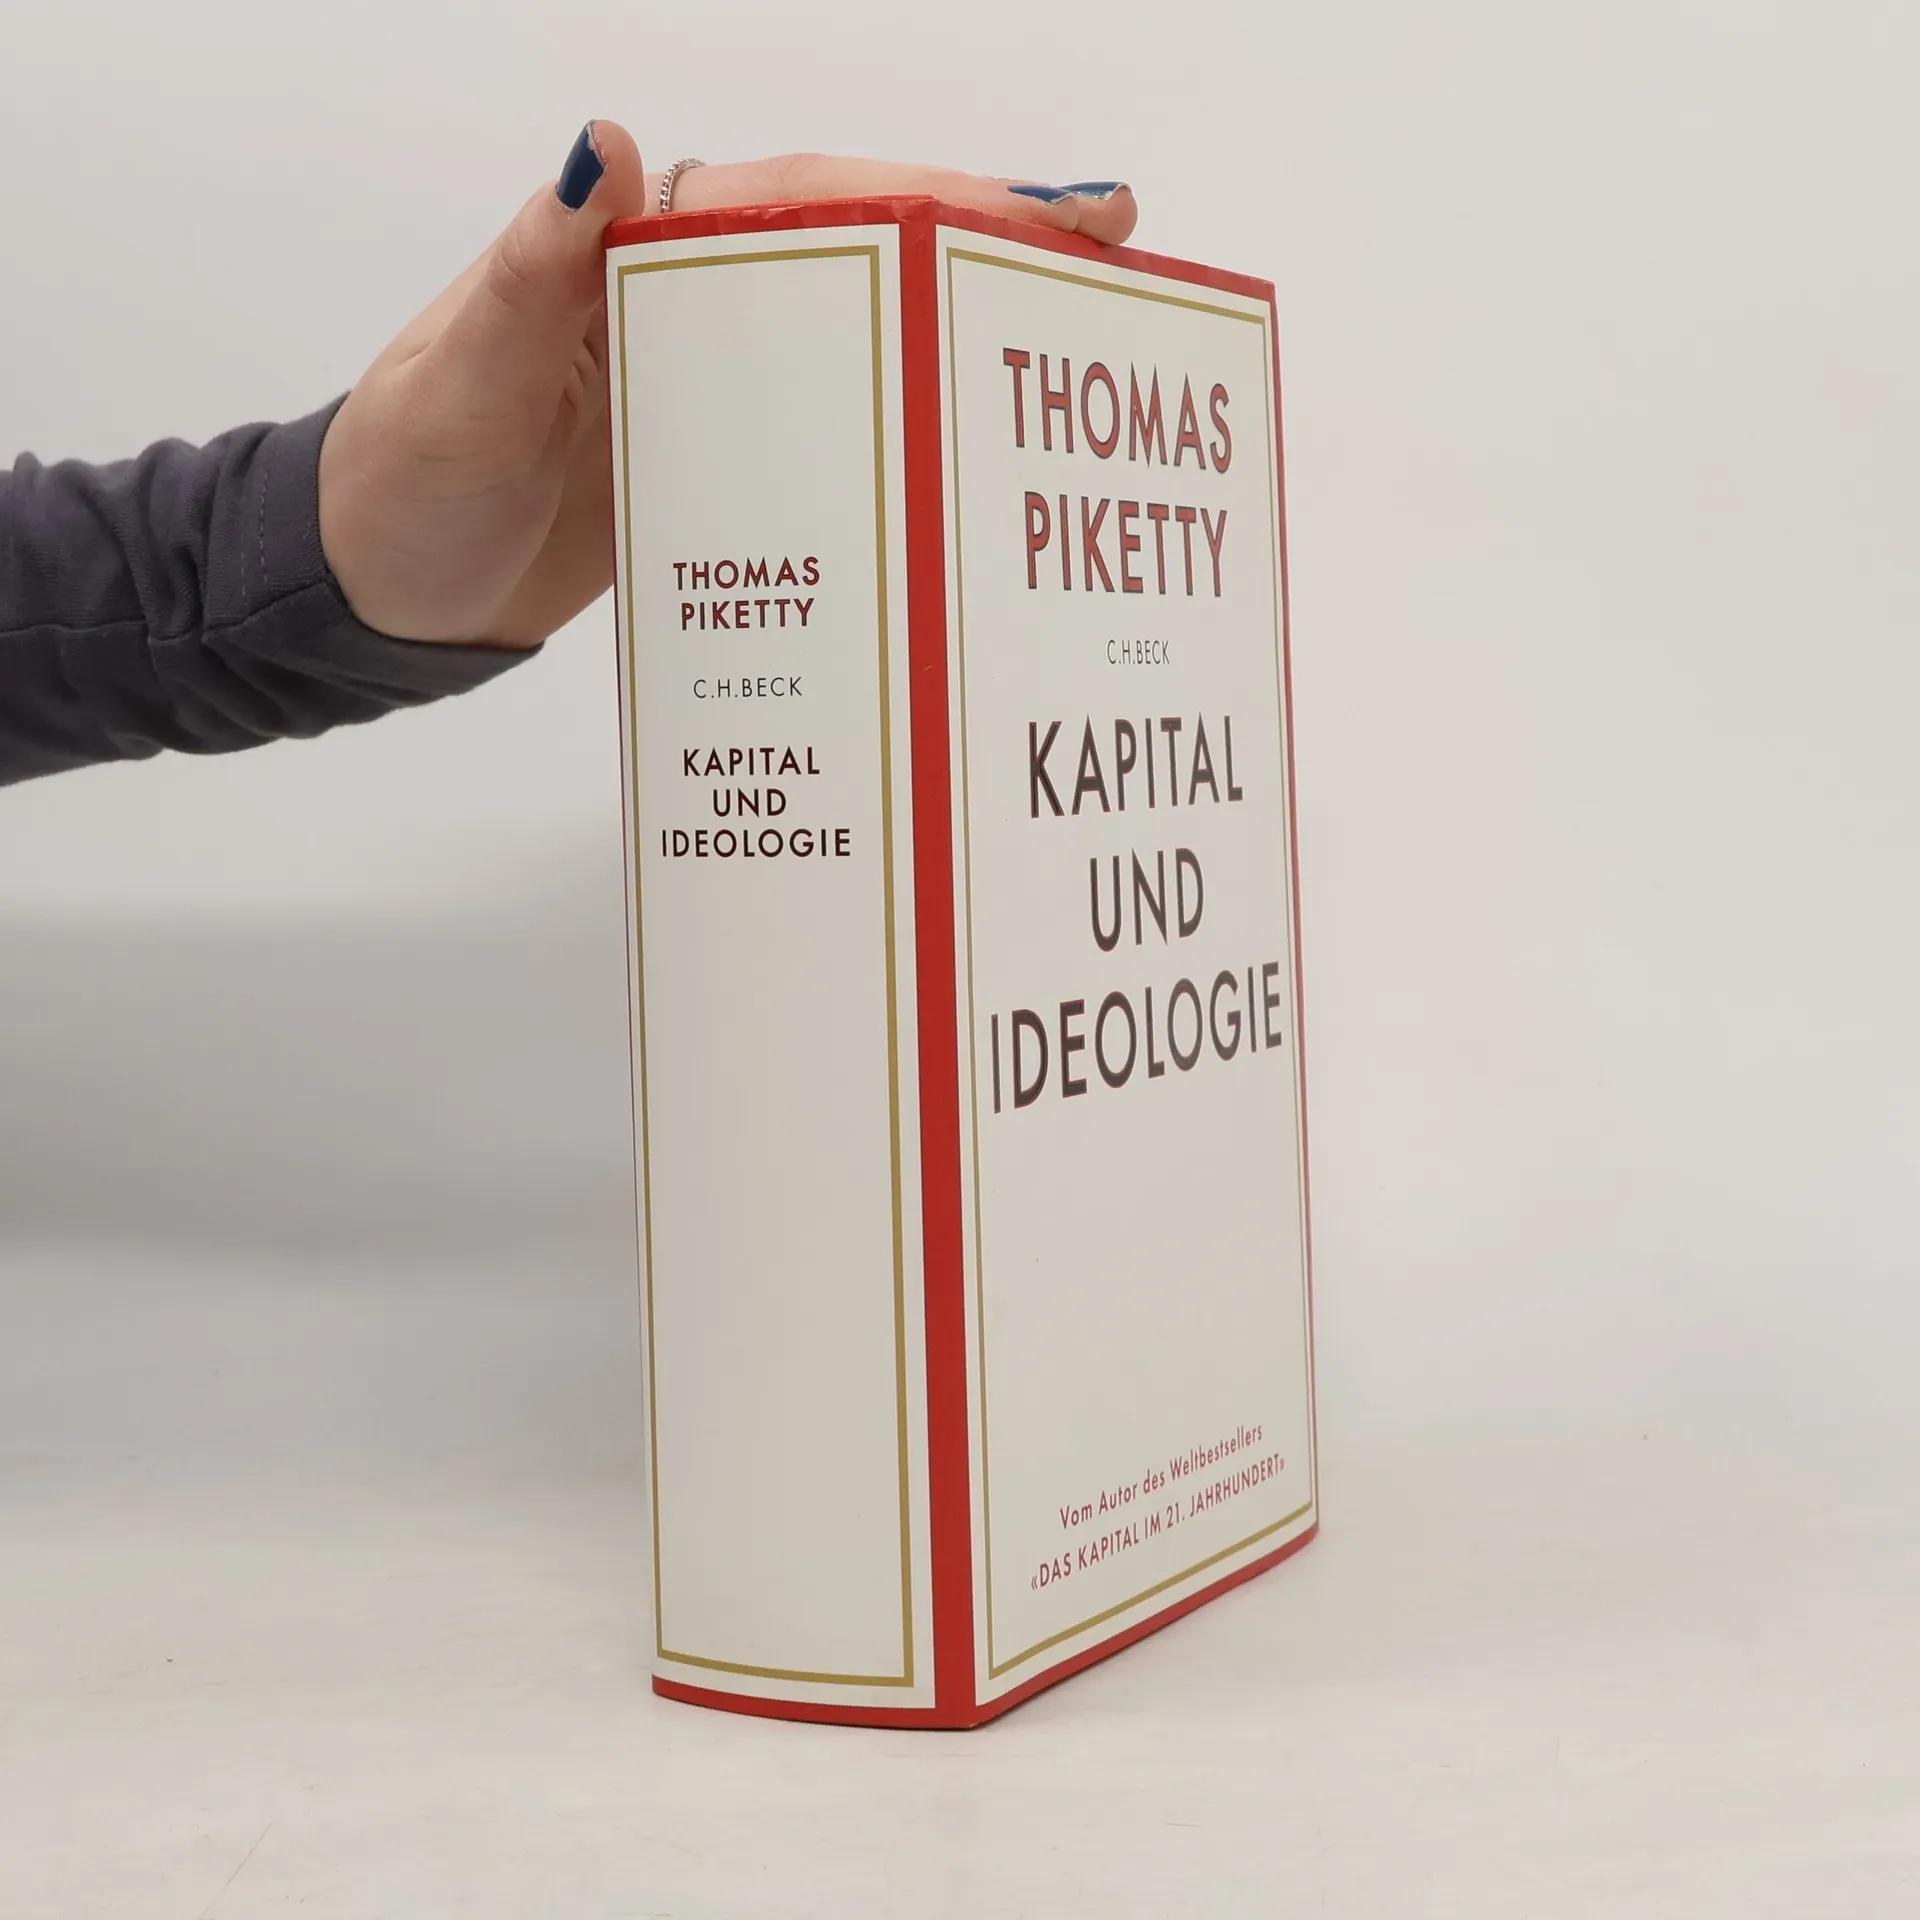 THOMAS
PIKETTY
C.H.BECK
KAPITAL
UND
IDEOLOGIE
THOMAS
PIKETTY
C.H.BECK
KAPITAL
UND
IDEOLOGIE
Vom Autor des Weltbestsellers
«DAS KAPITAL IM 21. JAHRHUNDERT»